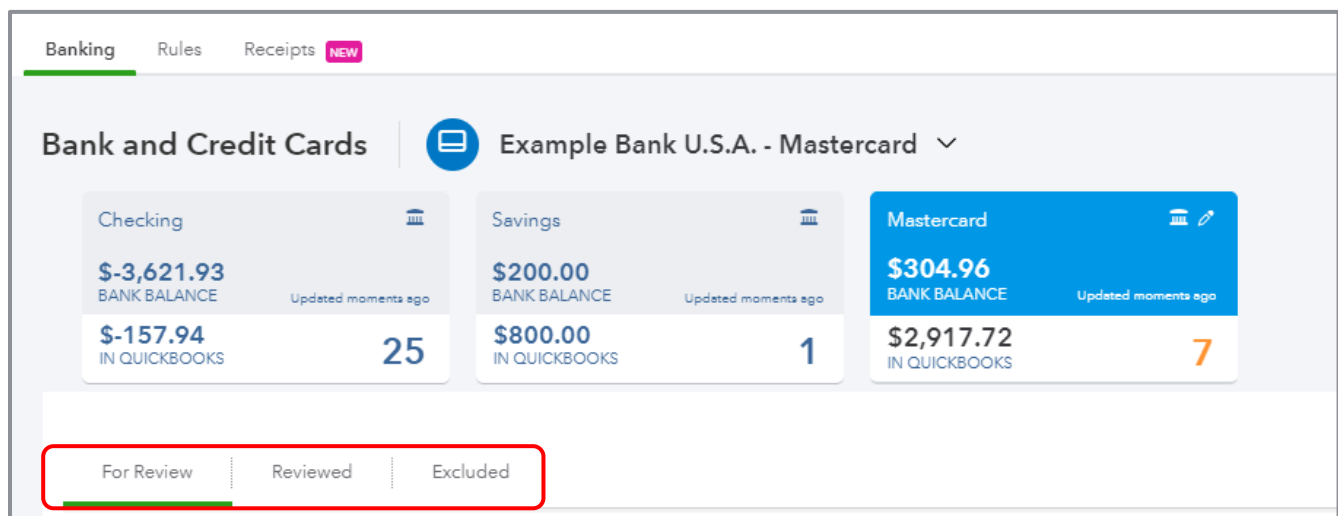 Banking Rules Receipts NEW
Bank and Credit Cards Example Bank U.S.A. - Mastercard
Checking Savings Mastercard
$-3,621.93 $200.00 $304.96
BANK BALANCE Updated moments ago BANK BALANCE Updated moments ago BANK BALANCE Updated moments ago
$-157.94 25 $800.00 1 $2,917.72 7
IN QUICKBOOKS IN QUICKBOOKS IN QUICKBOOKS
For Review Reviewed Excluded